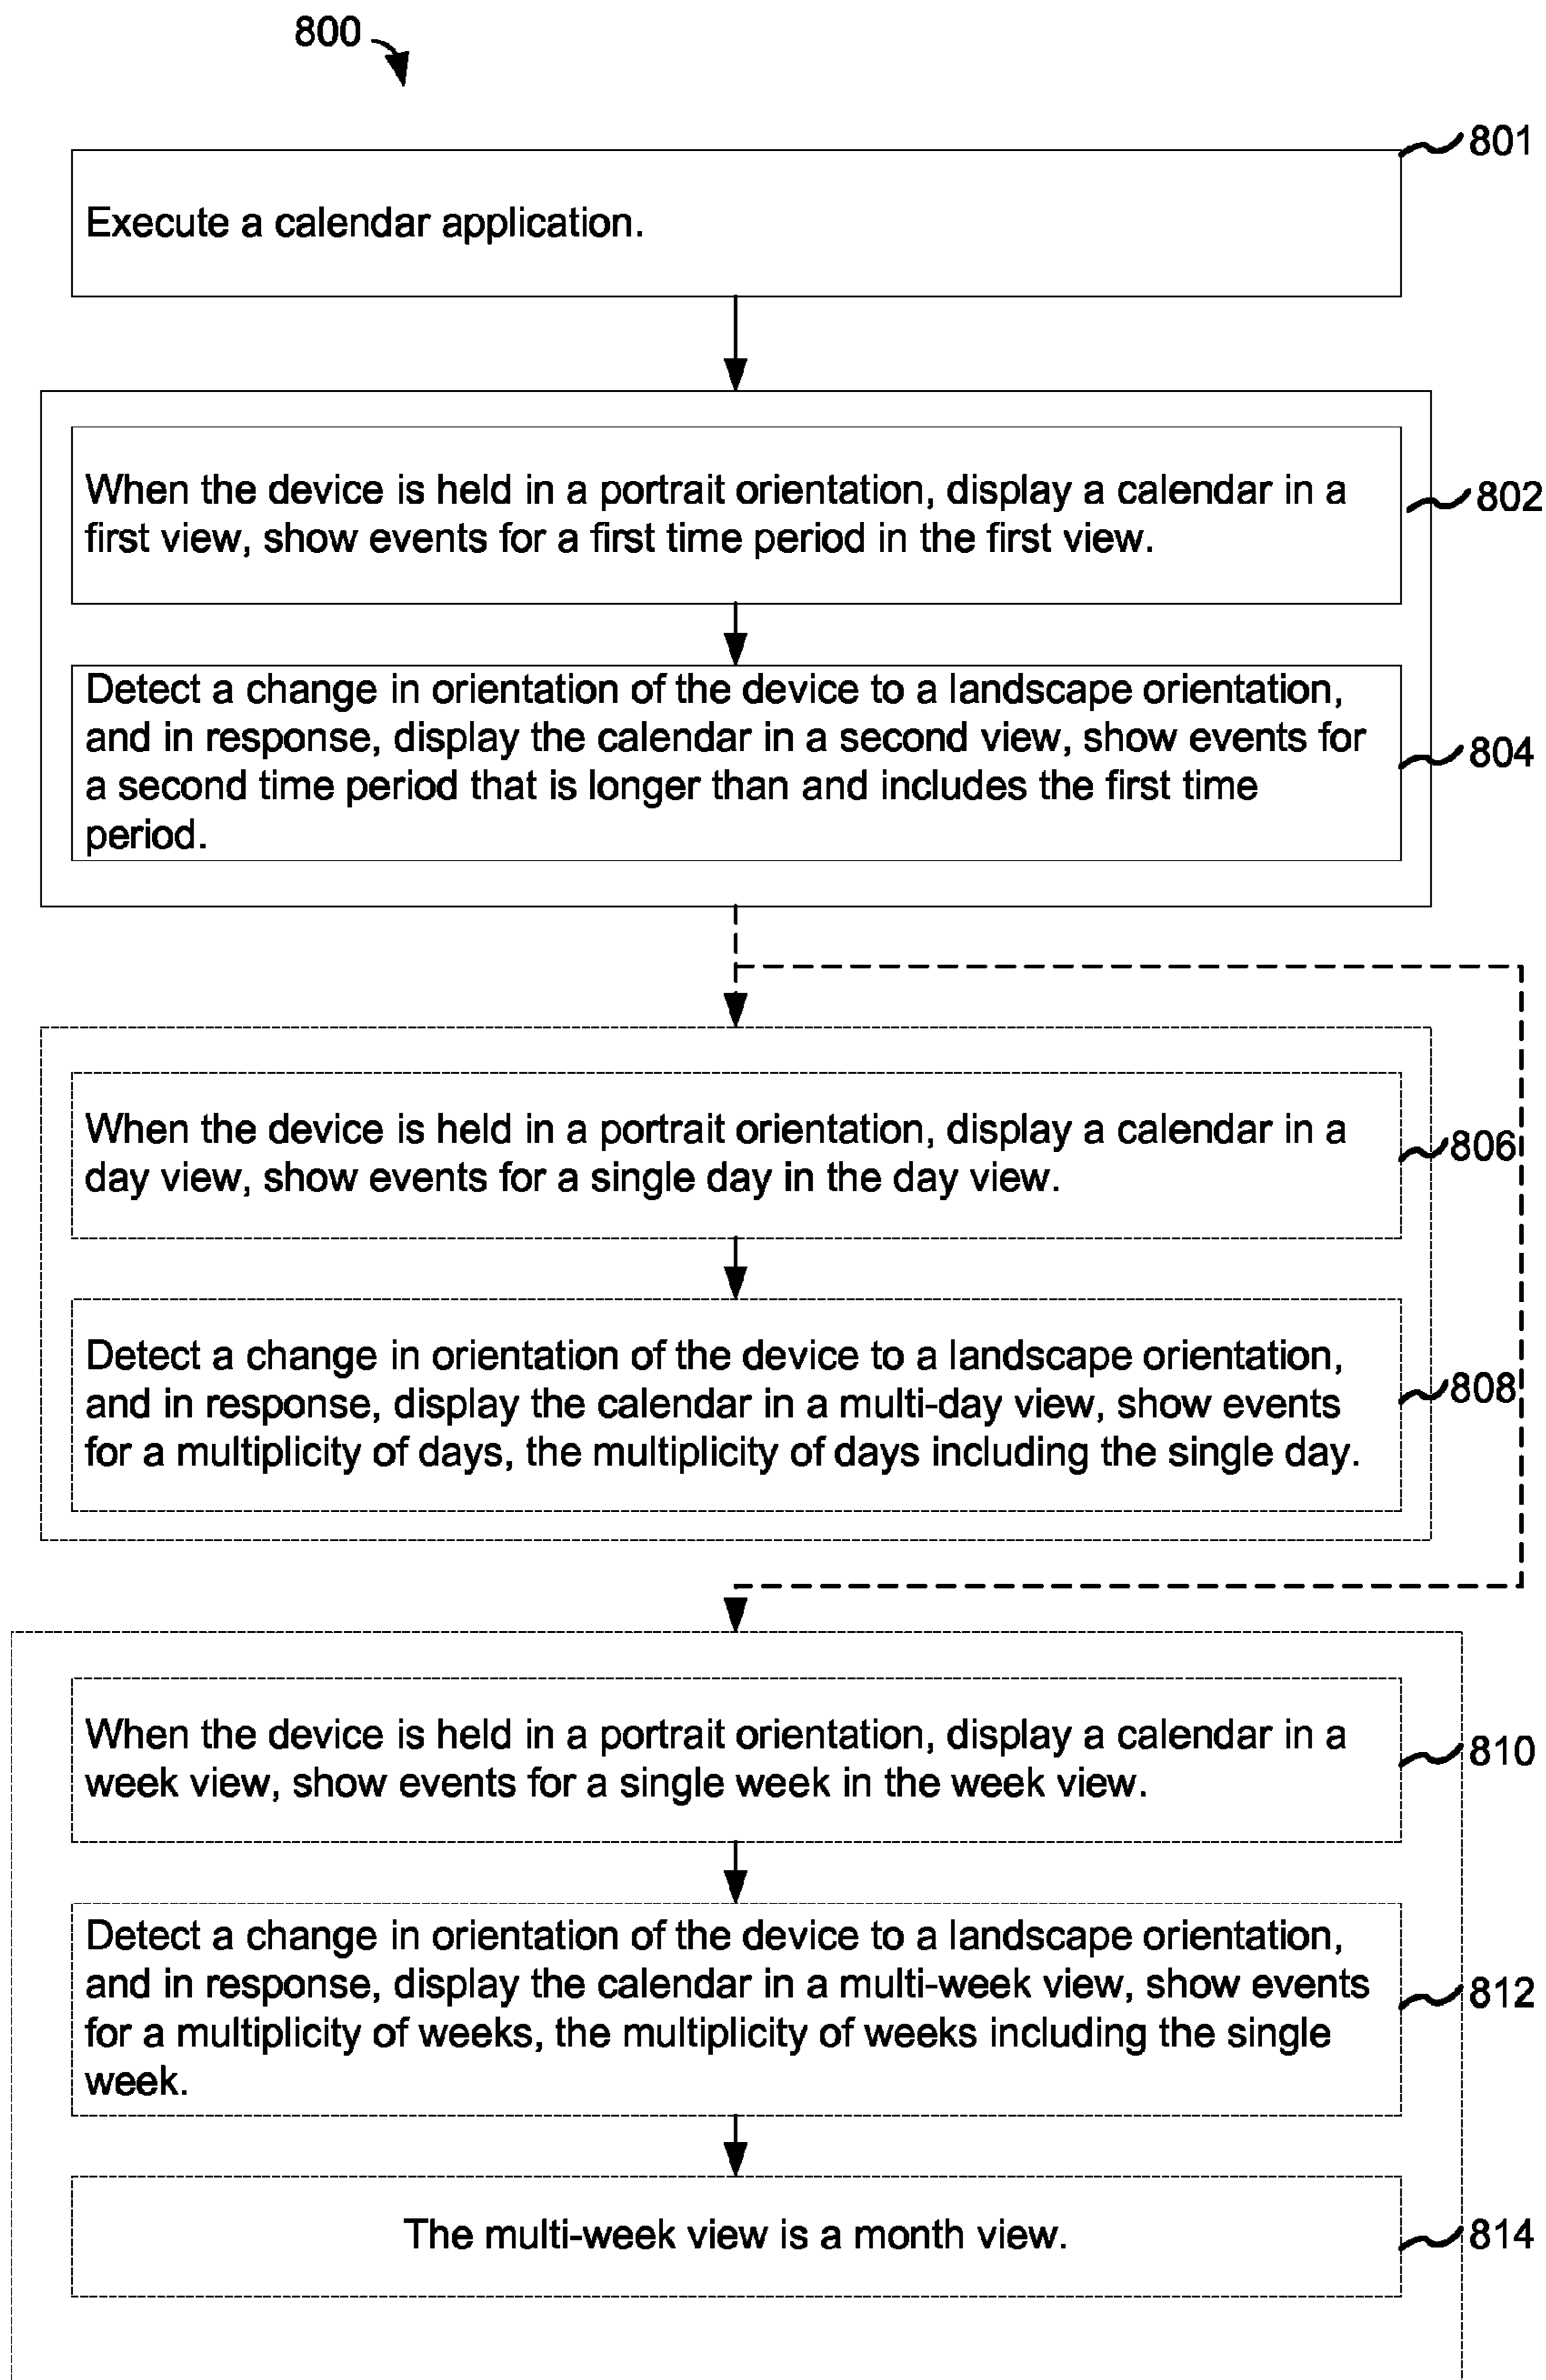 800
801
Execute a calendar application.
When the device is held in a portrait orientation, display a calendar in a
first view, show events for a first time period in the first view.
802
Detect a change in orientation of the device to a landscape orientation,
and in response, display the calendar in a second view, show events for
a second time period that is longer than and includes the first time
period.
804
When the device is held in a portrait orientation, display a calendar in a
day view, show events for a single day in the day view.
806
Detect a change in orientation of the device to a landscape orientation,
and in response, display the calendar in a multi-day view, show events
for a multiplicity of days, the multiplicity of days including the single day.
808
When the device is held in a portrait orientation, display a calendar in a
week view, show events for a single week in the week view.
810
Detect a change in orientation of the device to a landscape orientation,
and in response, display the calendar in a multi-week view, show events
for a multiplicity of weeks, the multiplicity of weeks including the single
week.
812
The multi-week view is a month view.
814